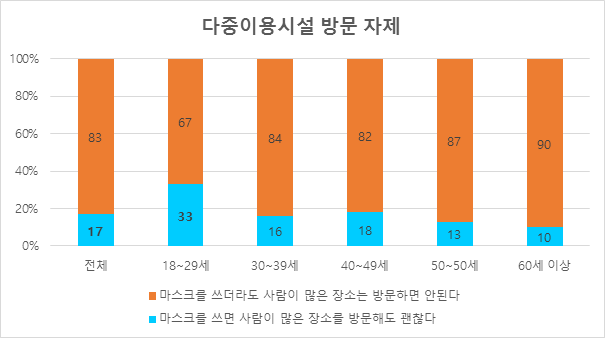 다중이용시설 방문 자제
100%
80%
60%
40%
20%
0%
83 67 84 82 87 90
17 33 16 18 13 10
전체 18~29세 30~39세 40~49세 50~50세 60세 이상
마스크를 쓰더라도 사람이 많은 장소는 방문하면 안된다
마스크를 쓰면 사람이 많은 장소를 방문해도 괜찮다